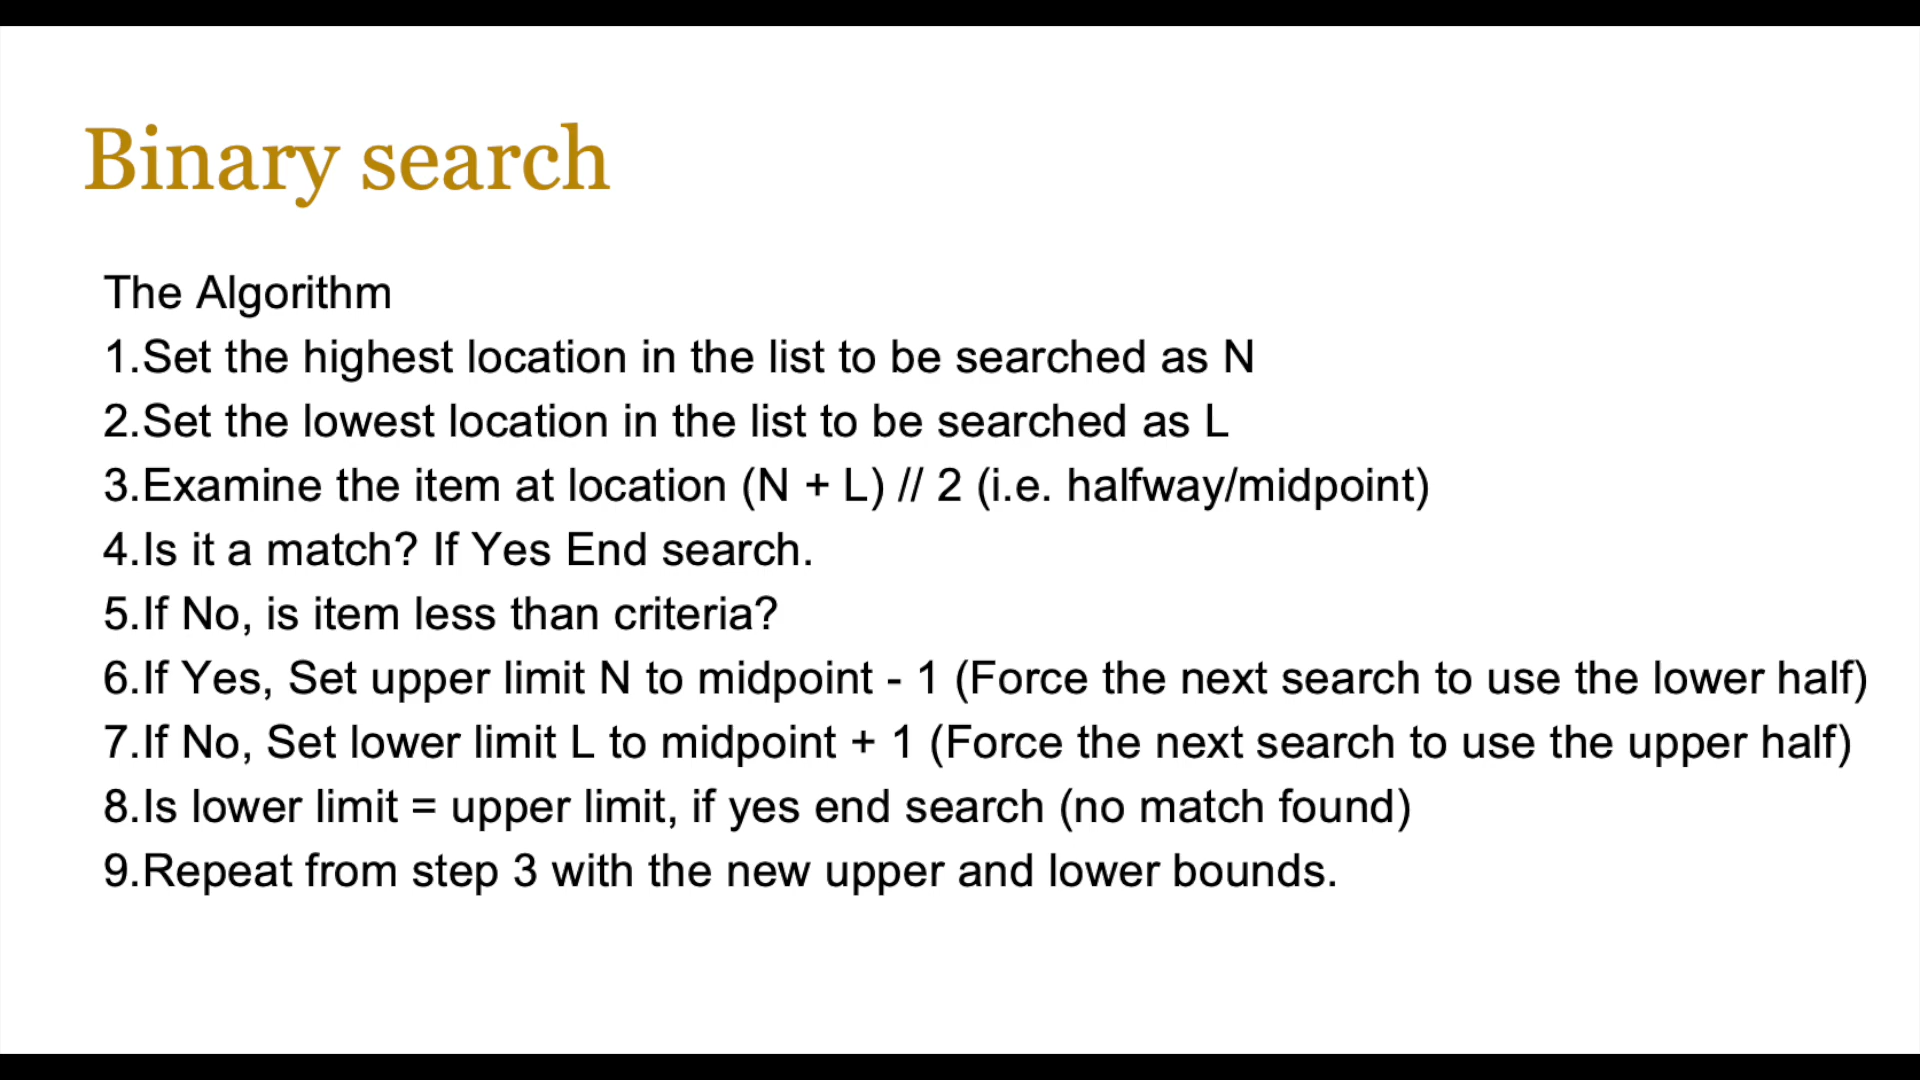 Binary search
The Algorithm
1.Set the highest location in the list to be searched as N
2.Set the lowest location in the list to be searched as L
3.Examine the item at location (N + L) // 2 (i.e. halfway/midpoint)
4.Is it a match? If Yes End search.
5.If No, is item less than criteria?
6.If Yes, Set upper limit N to midpoint - 1 (Force the next search to use the lower half)
7.If No, Set lower limit L to midpoint + 1 (Force the next search to use the upper half)
8.Is lower limit = upper limit, if yes end search (no match found)
9.Repeat from step 3 with the new upper and lower bounds.